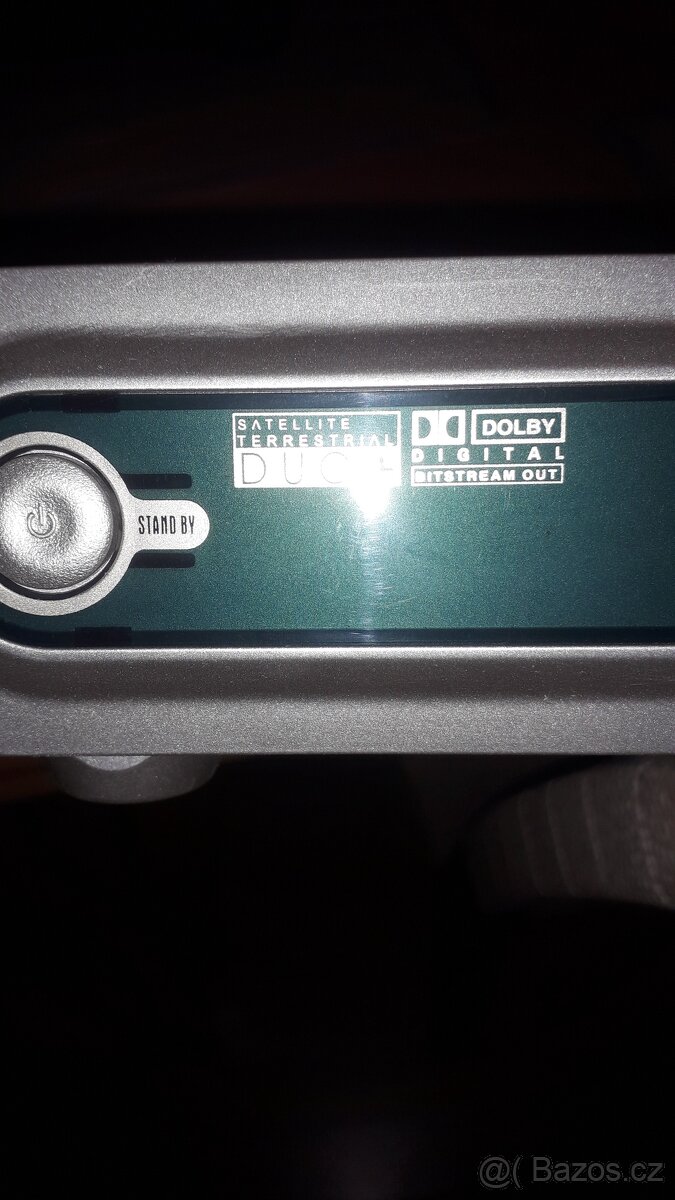 SATELLITE
TERRESTRIAL
DOLBY
DIGITAL
BITSTREAM OUT
STAND BY
@( Bazos.cz